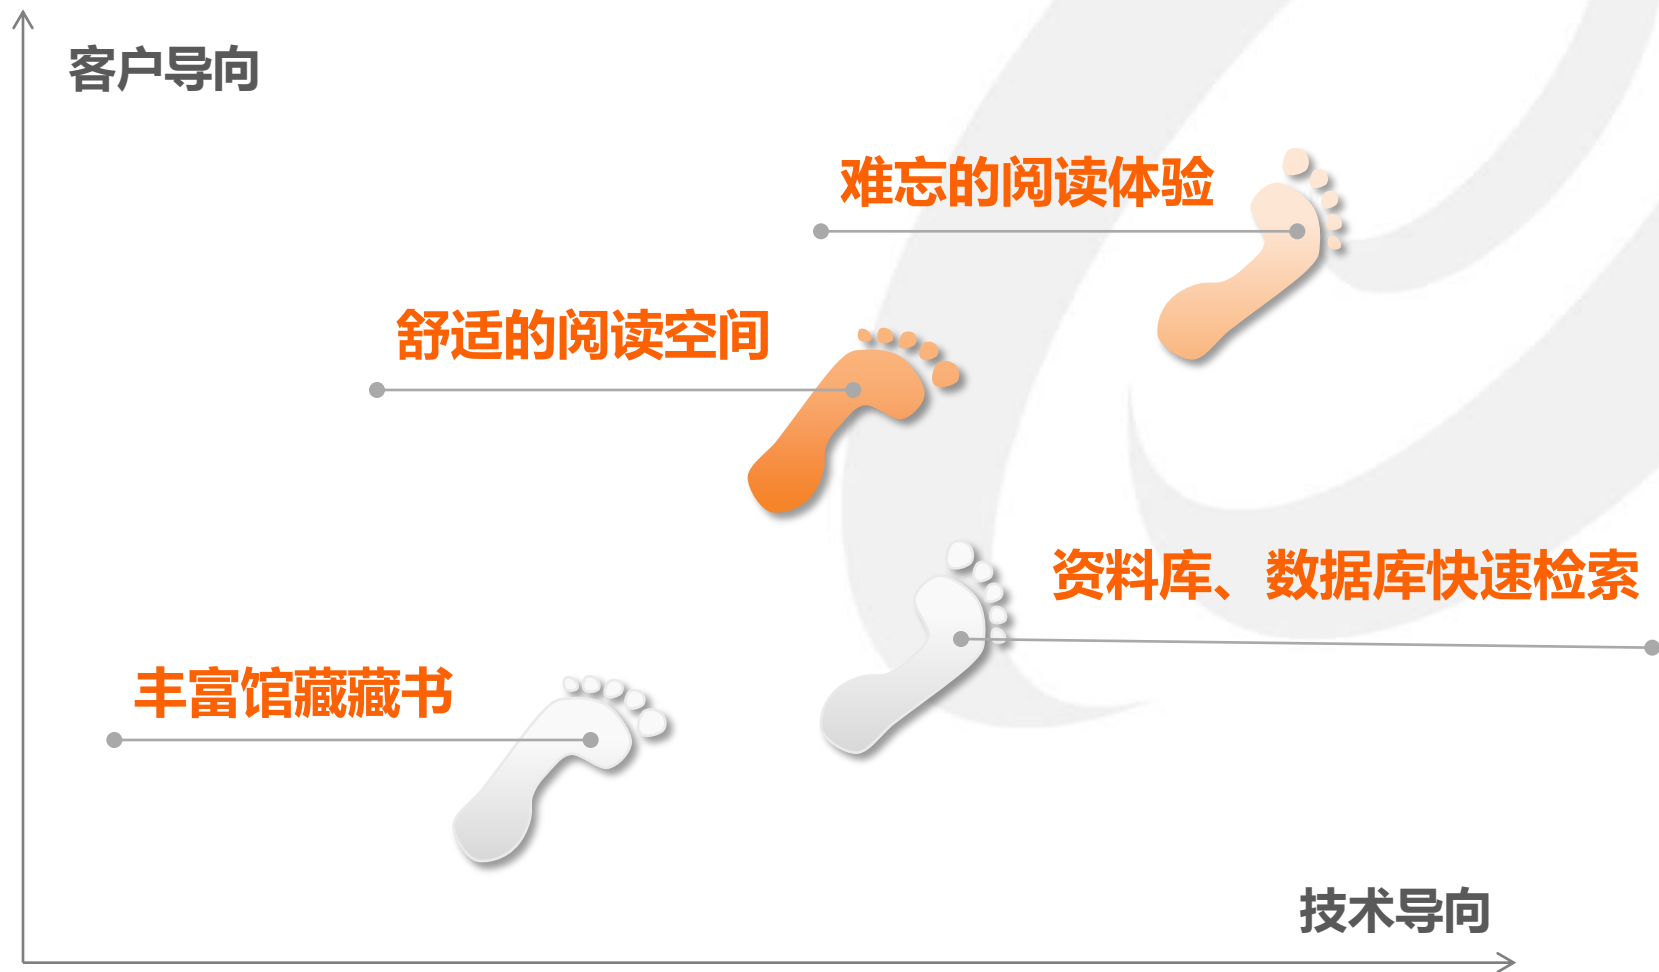 客户导向
难忘的阅读体验
舒适的阅读空间
资料库、数据库快速检索
丰富馆藏藏书
技术导向